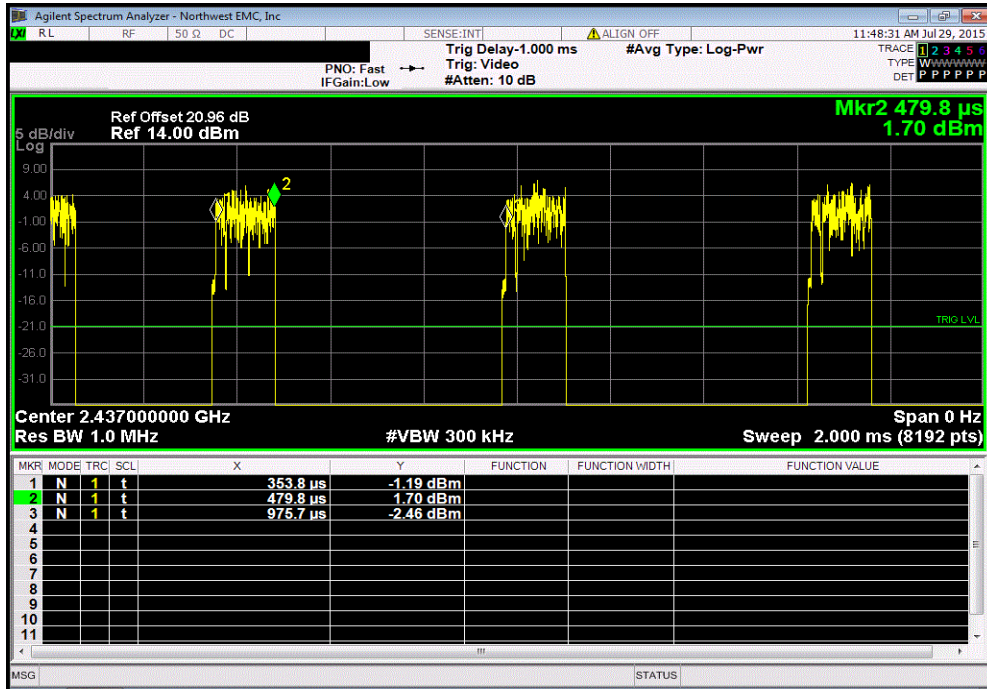 Agilent Spectrum Analyzer - Northwest EMC, Inc
LXI RL RF 50 Ω DC SENSE:INT ALIGN OFF 11:48:31 AM Jul 29, 2015
Trig Delay-1.000 ms #Avg Type: Log-Pwr TRACE 1 2 3 4 5 6
PNO: Fast Trig: Video TYPE WWWWWW
IFGain:Low #Atten: 10 dB DET P P P P P P
Mkr2 479.8 µs
1.70 dBm
Ref Offset 20.96 dB
5 dB/div Ref 14.00 dBm
Log
9.00
2
4.00
-1.00
-6.00
-11.0
-16.0
-21.0 TRIG LVL
-26.0
-31.0
Center 2.437000000 GHz Span 0 Hz
Res BW 1.0 MHz #VBW 300 kHz Sweep 2.000 ms (8192 pts)
MKR MODE TRC SCL X Y FUNCTION FUNCTION WIDTH FUNCTION VALUE
1 N 1 t 353.8 µs -1.19 dBm
2 N 1 t 479.8 µs 1.70 dBm
3 N 1 t 975.7 µs -2.46 dBm
4
5
6
7
8
9
10
11
MSG STATUS